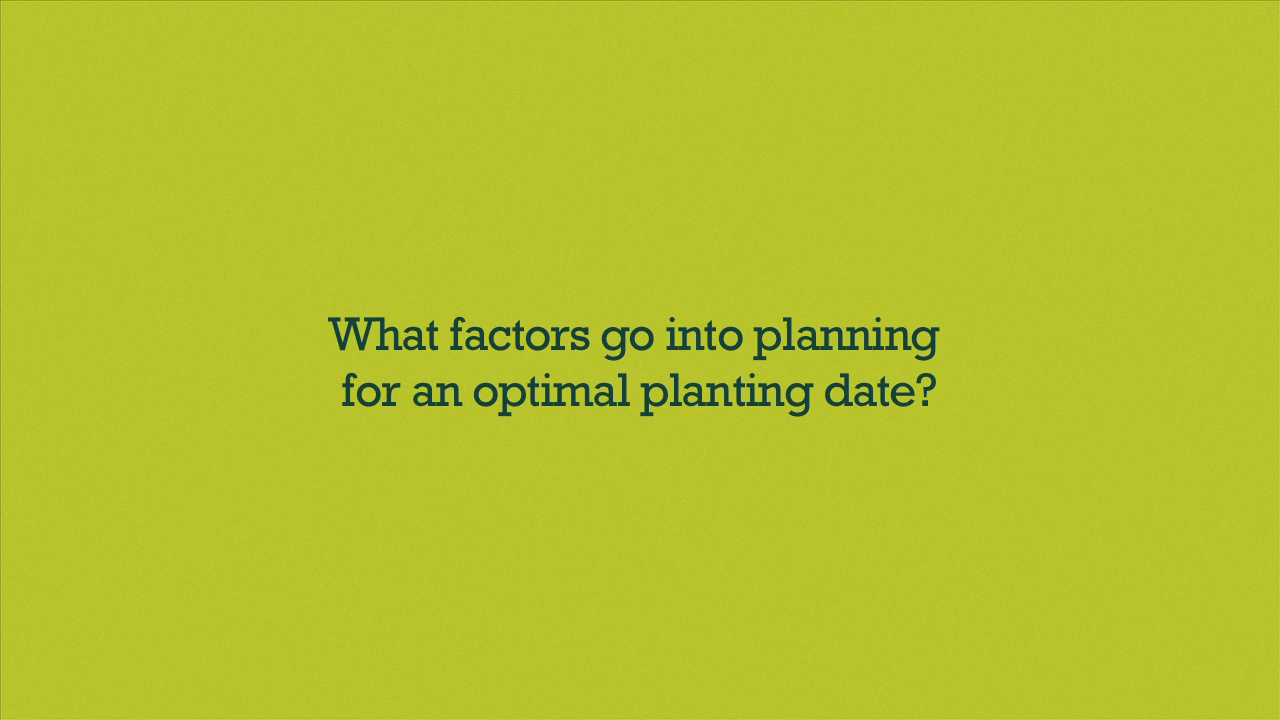 What factors go into planning
for an optimal planting date?